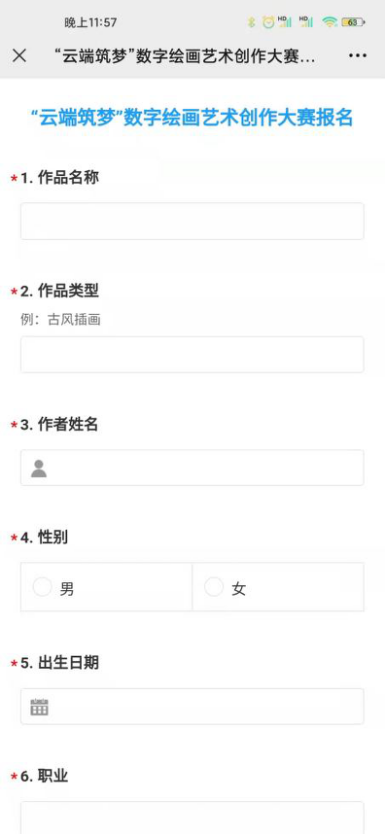 晚上11:57
HD
HD
63
“云端筑梦”数字绘画艺术创作大赛...
“云端筑梦”数字绘画艺术创作大赛报名
*1. 作品名称
*2. 作品类型
例：古风插画
*3. 作者姓名
*4. 性别
男
女
*5. 出生日期
*6. 职业